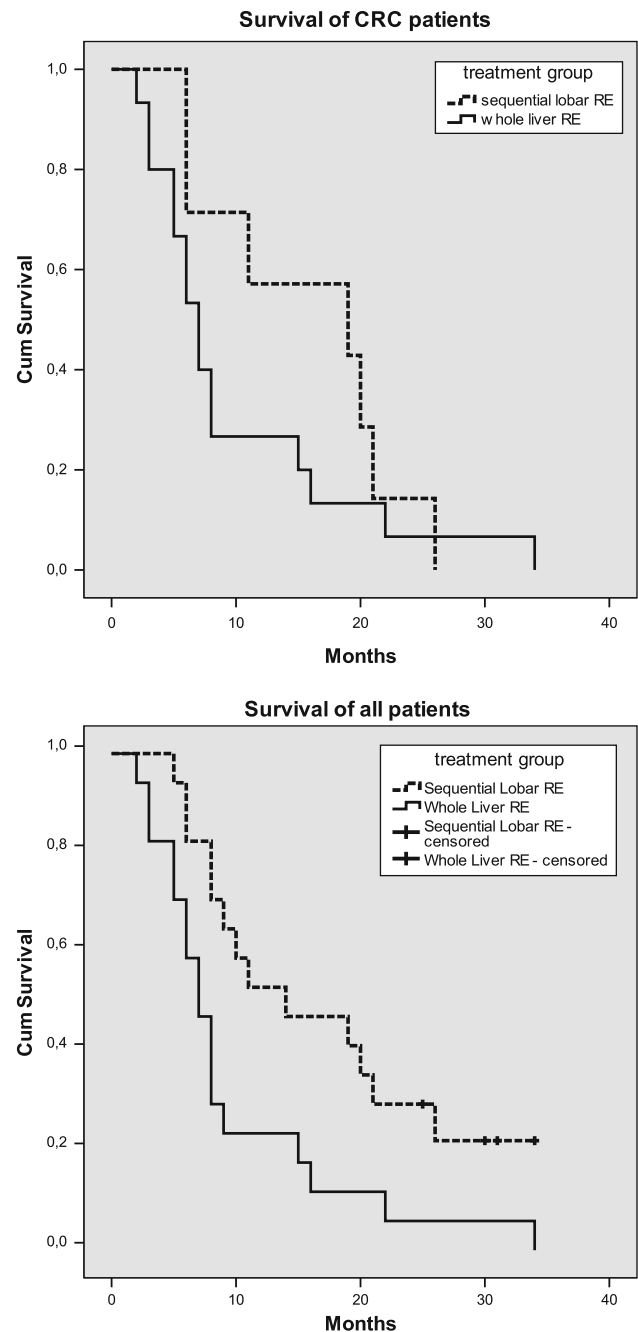 Survival of CRC patients
treatment group
sequential lobar RE
whole liver RE
1,0
0,8
0,6
0,4
0,2
0,0
Cum Survival
0 10 20 30 40
Months
Survival of all patients
treatment group
Sequential Lobar RE
Whole Liver RE
Sequential Lobar RE -
censored
Whole Liver RE - censored
1,0
0,8
0,6
0,4
0,2
0,0
Cum Survival
0 10 20 30 40
Months